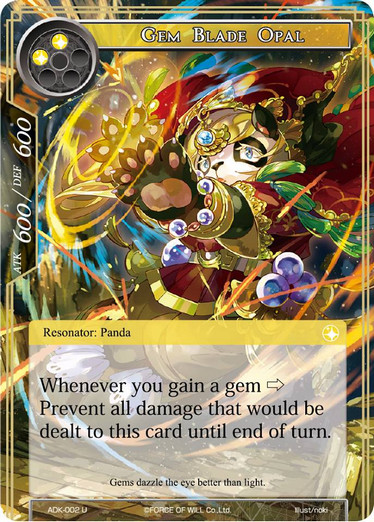 GEM BLADE OPAL
ATK 600 / DEF 600
Resonator: Panda
Whenever you gain a gem ⇨
Prevent all damage that would be
dealt to this card until end of turn.
Gems dazzle the eye better than light.
ADK-002 U ©FORCE OF WILL Co.,Ltd. Illust/noki